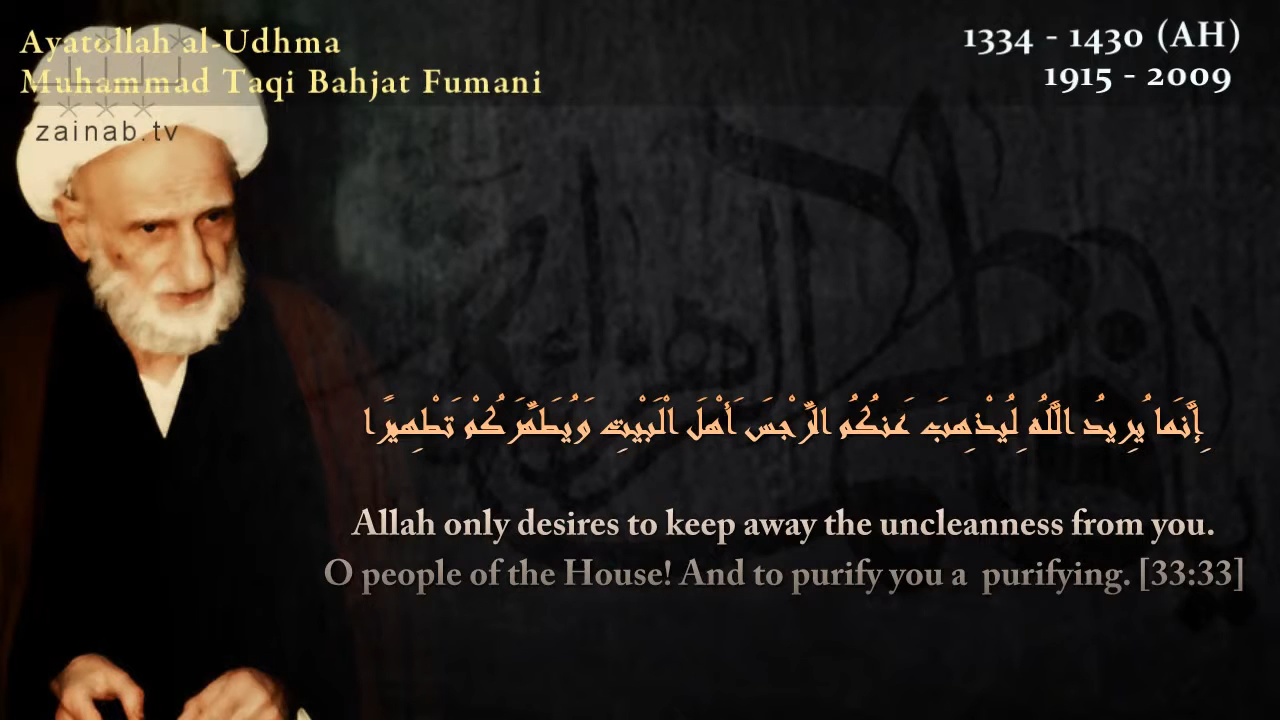 Ayatollah al-Udhma
Muhammad Taqi Bahjat Fumani
1334 - 1430 (AH)
1915 - 2009
zainab.tv
إِنَّمَا يُرِيدُ اللَّهُ لِيُذْهِبَ عَنكُمُ الرِّجْسَ أَهْلَ الْبَيْتِ وَيُطَهِّرَكُمْ تَطْهِيرًا
Allah only desires to keep away the uncleanness from you.
O people of the House! And to purify you a purifying. [33:33]